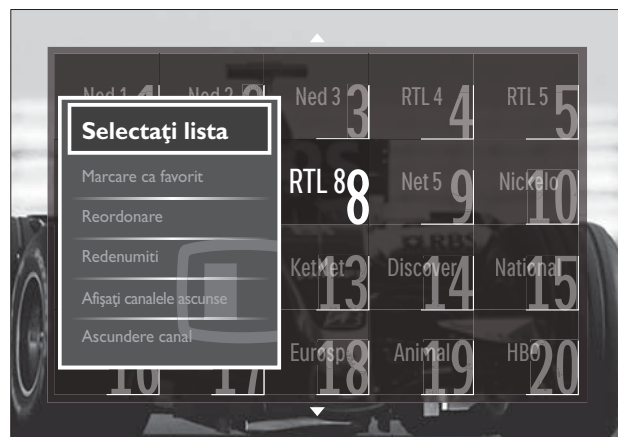 Ned 1 Ned 2 Ned 3 3 RTL 4 4 RTL 5 5
Selectaţi lista
Marcare ca favorit
Reordonare
Redenumiti
Afişaţi canalele ascunse
Ascundere canal
RTL 8 8 Net 5 9 Nickelo 10
KetNet 13 Discover 14 National 15
RBS
16 17 Eurospo 18 Animal 19 HBO 20